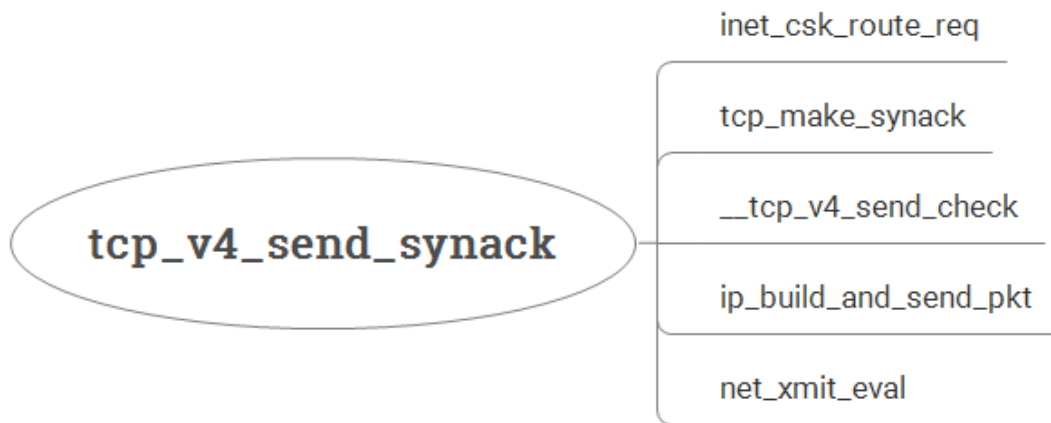 inet_csk_route_req
tcp_make_synack
__tcp_v4_send_check
tcp_v4_send_synack
ip_build_and_send_pkt
net_xmit_eval